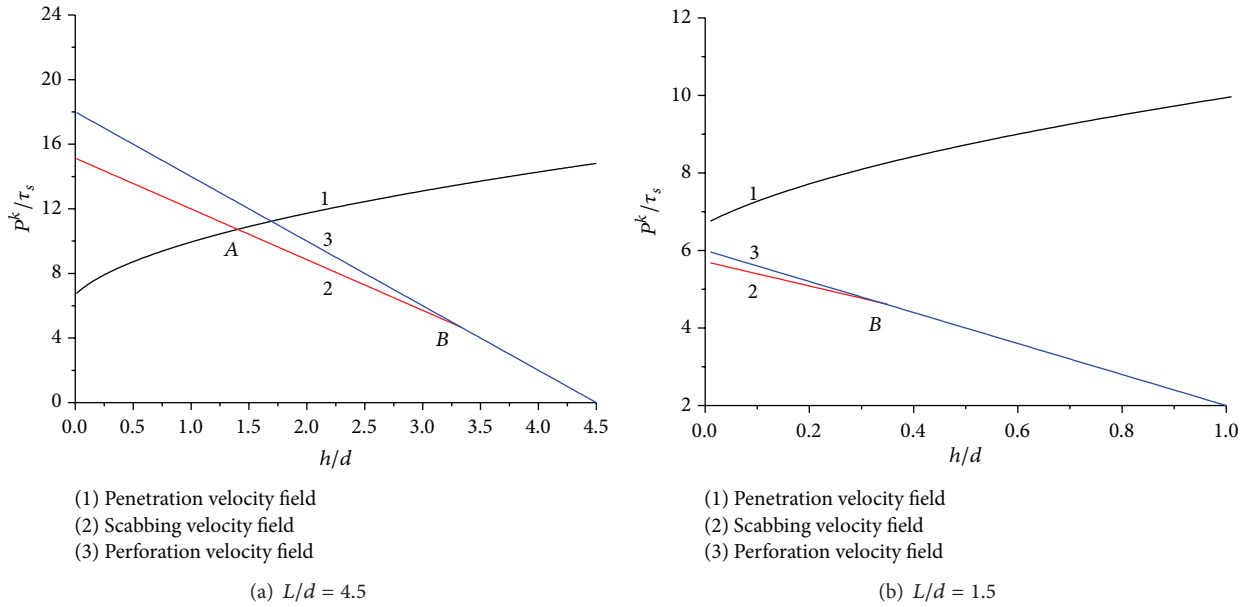 24
20
16
12
8
4
0
P^k/τ_s
1
3
A
2
B
0.0 0.5 1.0 1.5 2.0 2.5 3.0 3.5 4.0 4.5
h/d
(1) Penetration velocity field
(2) Scabbing velocity field
(3) Perforation velocity field
(a) L/d = 4.5
12
10
8
6
4
2
P^k/τ_s
1
3
2
B
0.0 0.2 0.4 0.6 0.8 1.0
h/d
(1) Penetration velocity field
(2) Scabbing velocity field
(3) Perforation velocity field
(b) L/d = 1.5